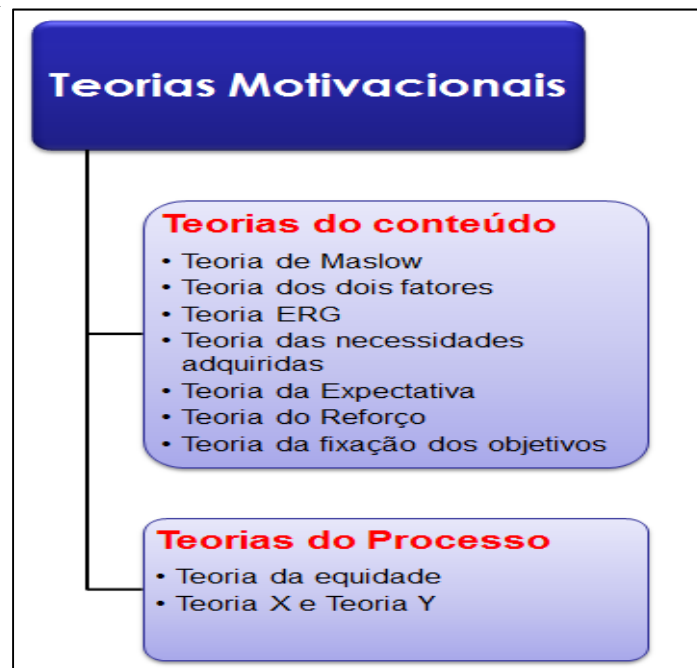 Teorias Motivacionais
Teorias do conteúdo
• Teoria de Maslow
• Teoria dos dois fatores
• Teoria ERG
• Teoria das necessidades
adquiridas
• Teoria da Expectativa
• Teoria do Reforço
• Teoria da fixação dos objetivos
Teorias do Processo
• Teoria da equidade
• Teoria X e Teoria Y